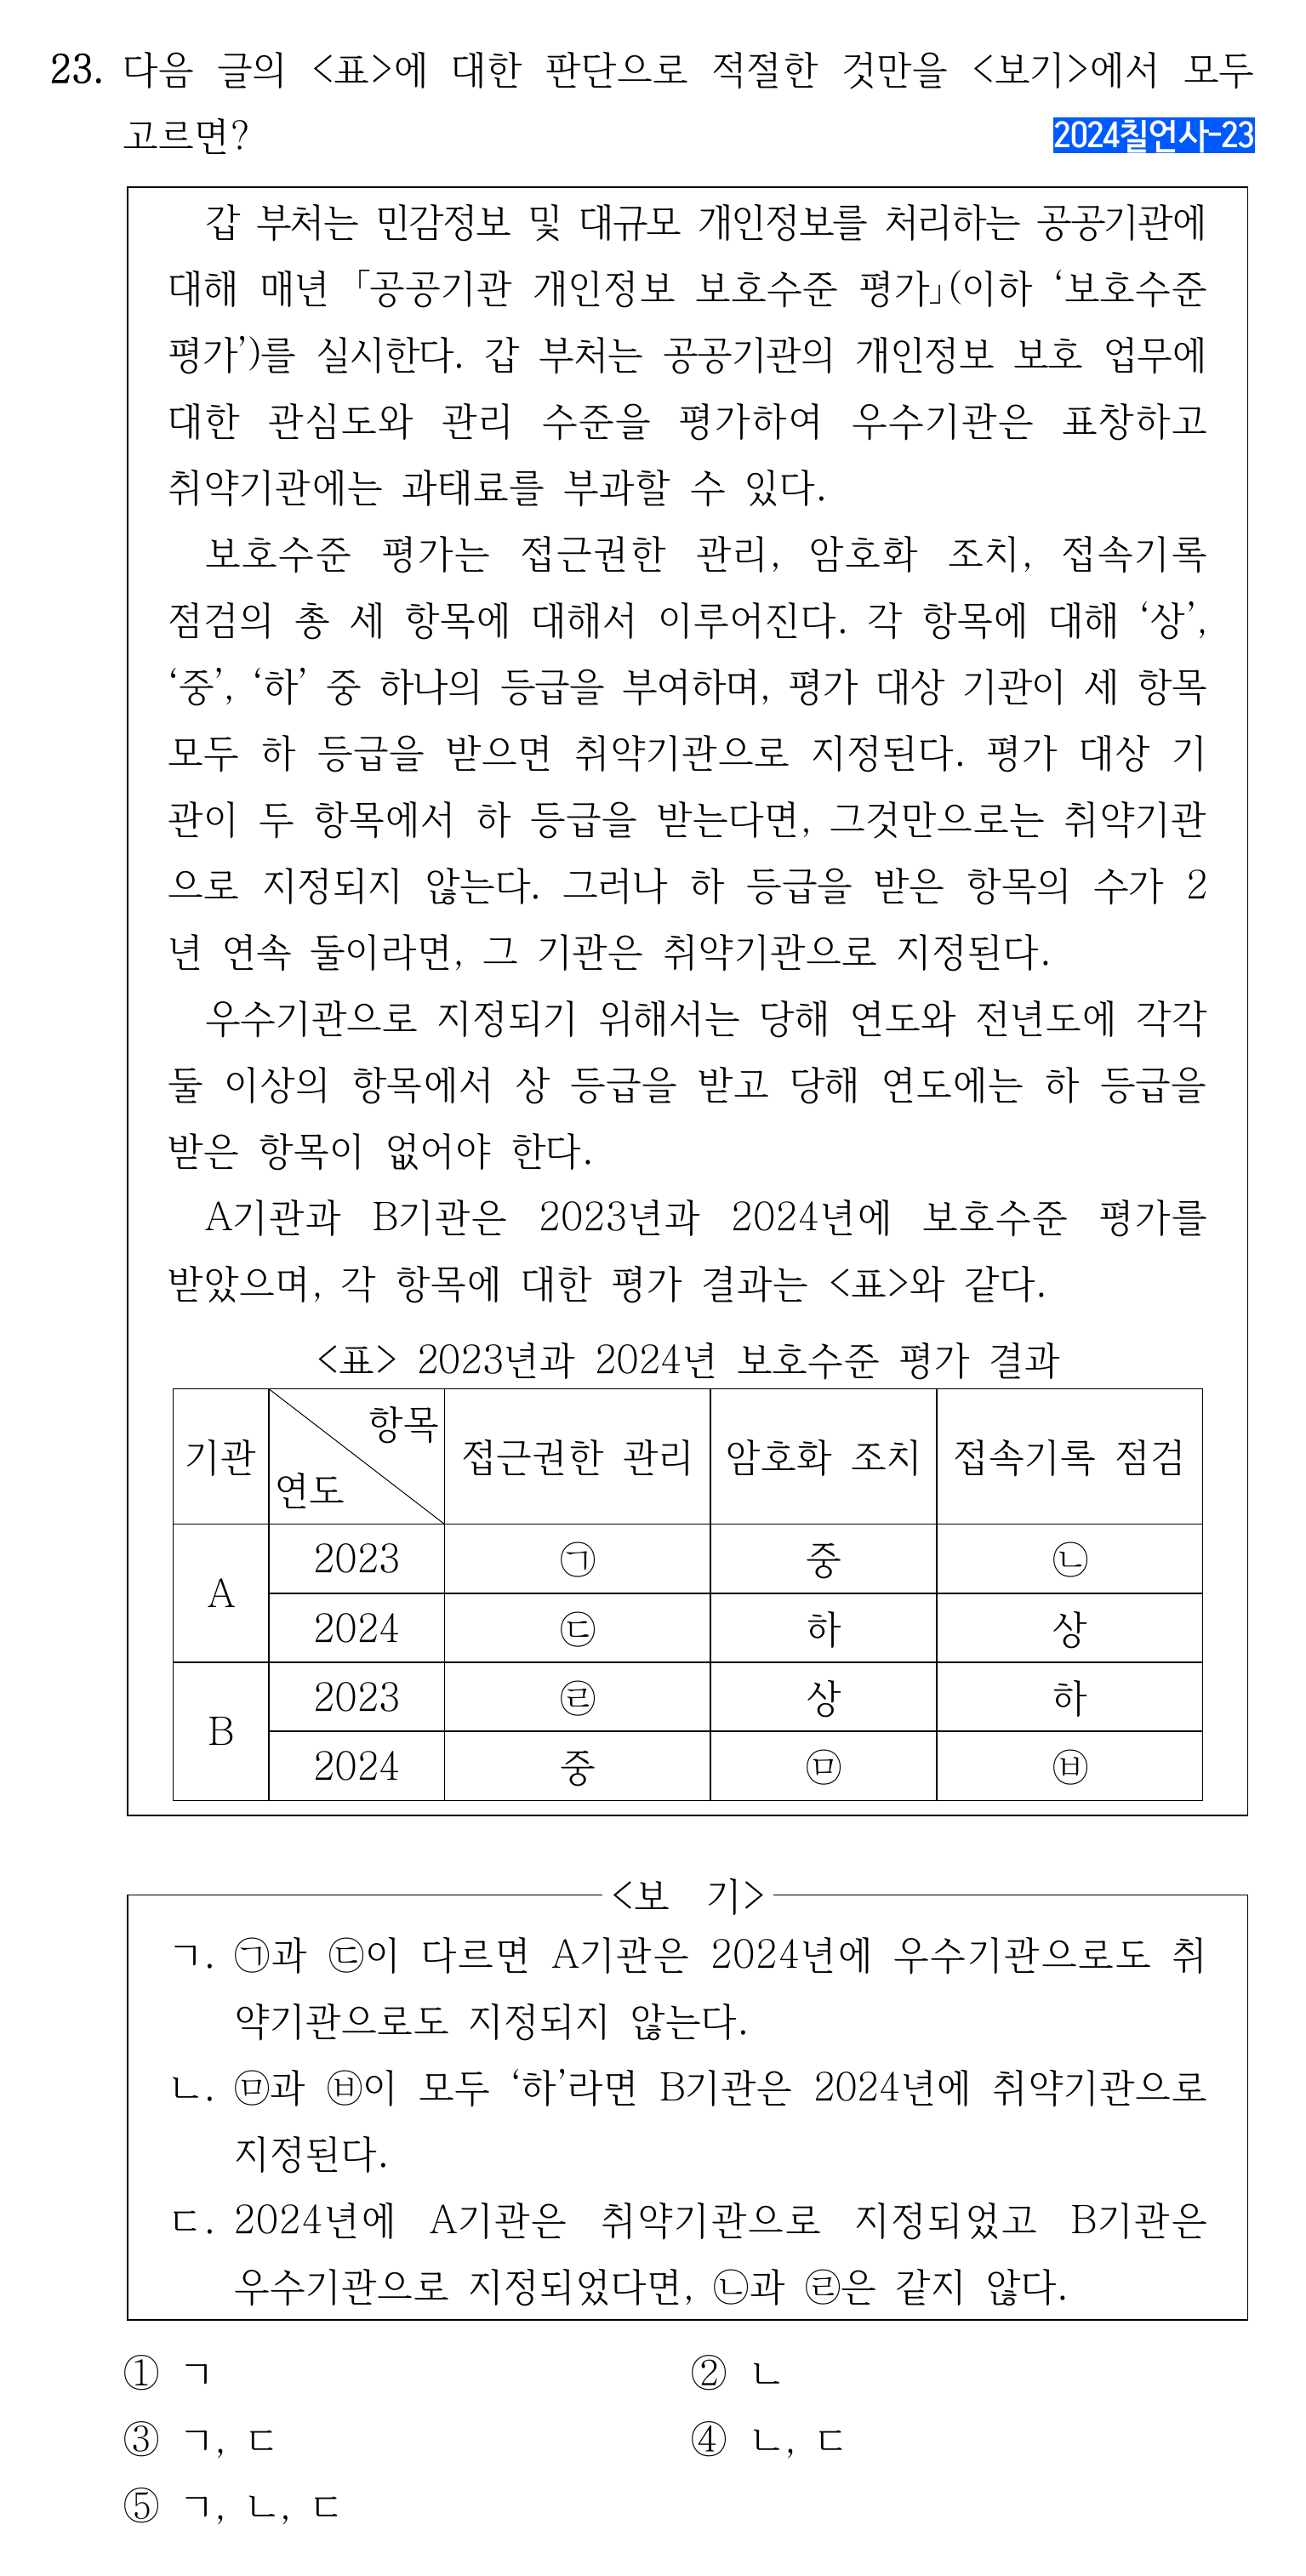 23. 다음 글의 <표>에 대한 판단으로 적절한 것만을 <보기>에서 모두
고르면?
2024칠언사-23
갑 부처는 민감정보 및 대규모 개인정보를 처리하는 공공기관에
대해 매년 「공공기관 개인정보 보호수준 평가」(이하 ‘보호수준
평가’)를 실시한다. 갑 부처는 공공기관의 개인정보 보호 업무에
대한 관심도와 관리 수준을 평가하여 우수기관은 표창하고
취약기관에는 과태료를 부과할 수 있다.
보호수준 평가는 접근권한 관리, 암호화 조치, 접속기록
점검의 총 세 항목에 대해서 이루어진다. 각 항목에 대해 ‘상’,
‘중’, ‘하’ 중 하나의 등급을 부여하며, 평가 대상 기관이 세 항목
모두 하 등급을 받으면 취약기관으로 지정된다. 평가 대상 기
관이 두 항목에서 하 등급을 받는다면, 그것만으로는 취약기관
으로 지정되지 않는다. 그러나 하 등급을 받은 항목의 수가 2
년 연속 둘이라면, 그 기관은 취약기관으로 지정된다.
우수기관으로 지정되기 위해서는 당해 연도와 전년도에 각각
둘 이상의 항목에서 상 등급을 받고 당해 연도에는 하 등급을
받은 항목이 없어야 한다.
A기관과 B기관은 2023년과 2024년에 보호수준 평가를
받았으며, 각 항목에 대한 평가 결과는 <표>와 같다.
<표> 2023년과 2024년 보호수준 평가 결과
기관 항목 연도 접근권한 관리 암호화 조치 접속기록 점검
A 2023 ㉠ 중 ㉡
2024 ㉢ 하 상
B 2023 ㉣ 상 하
2024 중 ㉤ ㉥
<보 기>
ㄱ. ㉠과 ㉢이 다르면 A기관은 2024년에 우수기관으로도 취
약기관으로도 지정되지 않는다.
ㄴ. ㉤과 ㉥이 모두 ‘하’라면 B기관은 2024년에 취약기관으로
지정된다.
ㄷ. 2024년에 A기관은 취약기관으로 지정되었고 B기관은
우수기관으로 지정되었다면, ㉡과 ㉣은 같지 않다.
① ㄱ ② ㄴ
③ ㄱ, ㄷ ④ ㄴ, ㄷ
⑤ ㄱ, ㄴ, ㄷ